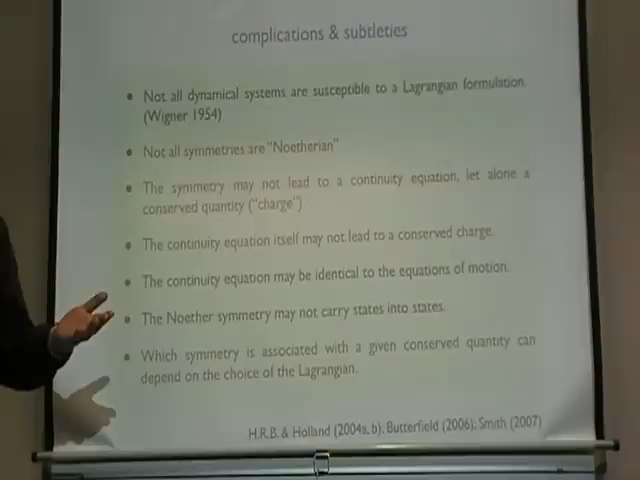 complications & subtleties
• Not all dynamical systems are susceptible to a Lagrangian formulation.
(Wigner 1954)
• Not all symmetries are "Noetherian"
• The symmetry may not lead to a continuity equation, let alone a
conserved quantity ("charge").
• The continuity equation itself may not lead to a conserved charge.
• The continuity equation may be identical to the equations of motion.
• The Noether symmetry may not carry states into states.
• Which symmetry is associated with a given conserved quantity can
depend on the choice of the Lagrangian.
H.R.B. & Holland (2004a, b); Butterfield (2006); Smith (2007)